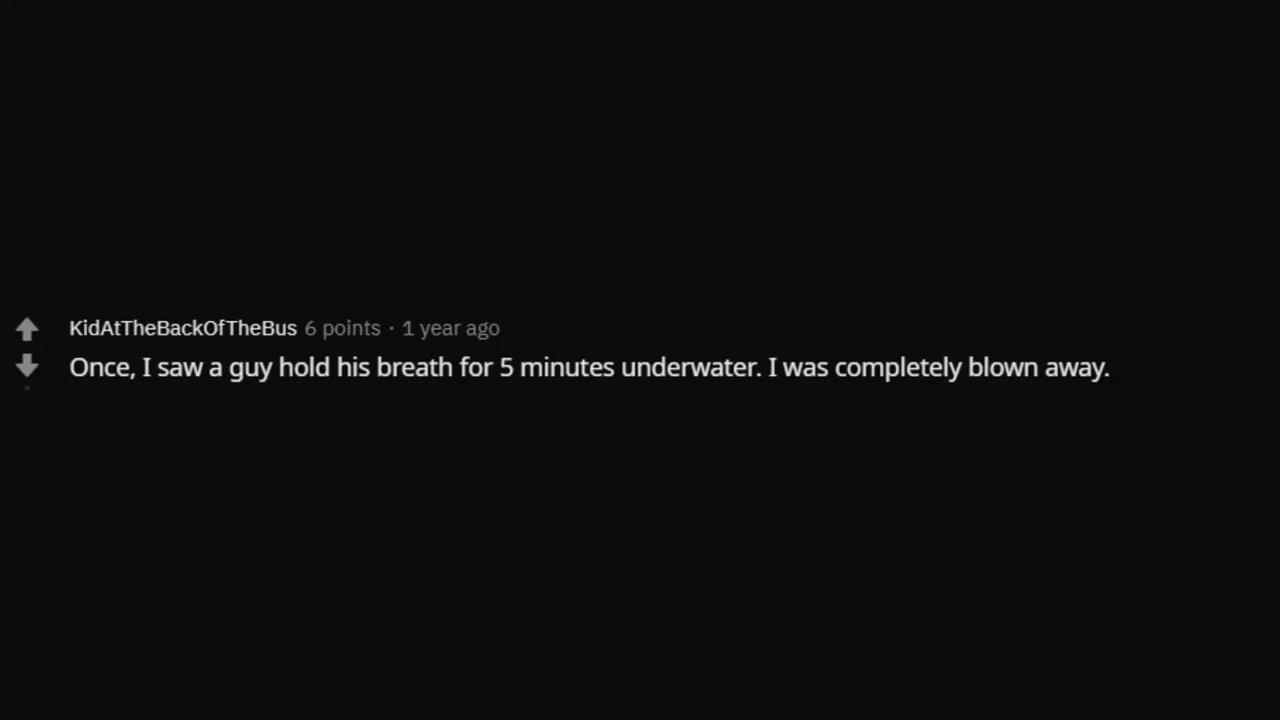 KidAtTheBackOfTheBus 6 points · 1 year ago
Once, I saw a guy hold his breath for 5 minutes underwater. I was completely blown away.